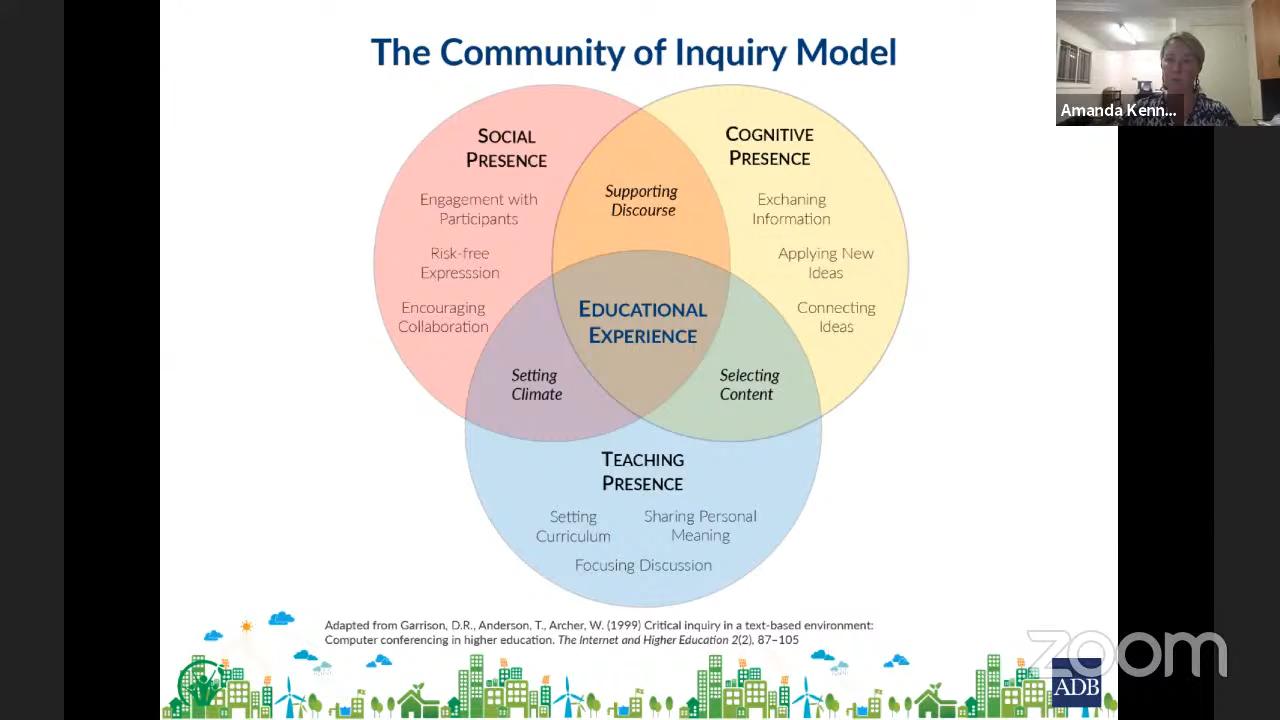 The Community of Inquiry Model
Amanda Kenn...
SOCIAL
PRESENCE
Engagement with
Participants
Risk-free
Expresssion
Encouraging
Collaboration
Supporting
Discourse
COGNITIVE
PRESENCE
Exchaning
Information
Applying New
Ideas
Connecting
Ideas
EDUCATIONAL
EXPERIENCE
Setting
Climate
Selecting
Content
TEACHING
PRESENCE
Setting
Curriculum
Sharing Personal
Meaning
Focusing Discussion
Adapted from Garrison, D.R., Anderson, T., Archer, W. (1999) Critical inquiry in a text-based environment:
Computer conferencing in higher education. The Internet and Higher Education 2(2), 87–105
zoom
ADB